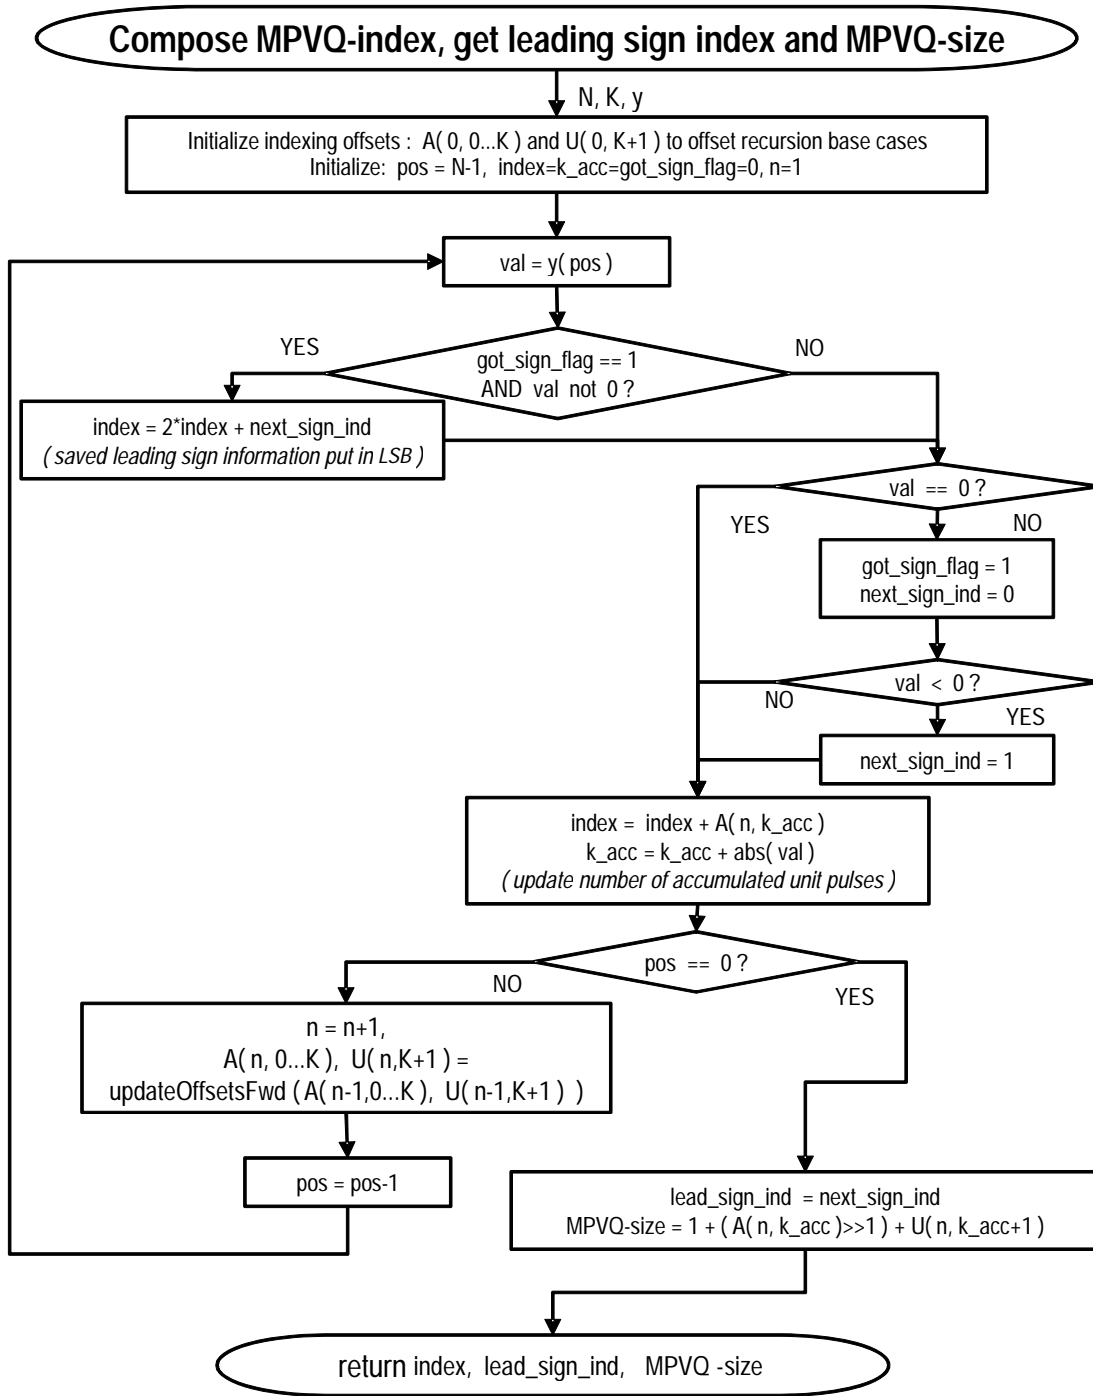 Compose MPVQ-index, get leading sign index and MPVQ-size
N, K, y
Initialize indexing offsets : A( 0, 0...K ) and U( 0, K+1 ) to offset recursion base cases
Initialize: pos = N-1, index=k_acc=got_sign_flag=0, n=1
val = y( pos )
YES
NO
got_sign_flag == 1
AND val not 0 ?
index = 2*index + next_sign_ind
( saved leading sign information put in LSB )
val == 0 ?
YES
NO
got_sign_flag = 1
next_sign_ind = 0
val < 0 ?
NO
YES
next_sign_ind = 1
index = index + A( n, k_acc )
k_acc = k_acc + abs( val )
( update number of accumulated unit pulses )
pos == 0 ?
NO
YES
n = n+1,
A( n, 0...K ), U( n,K+1 ) =
updateOffsetsFwd ( A( n-1,0...K ), U( n-1,K+1 ) )
pos = pos-1
lead_sign_ind = next_sign_ind
MPVQ-size = 1 + ( A( n, k_acc )>>1 ) + U( n, k_acc+1 )
return index, lead_sign_ind, MPVQ -size